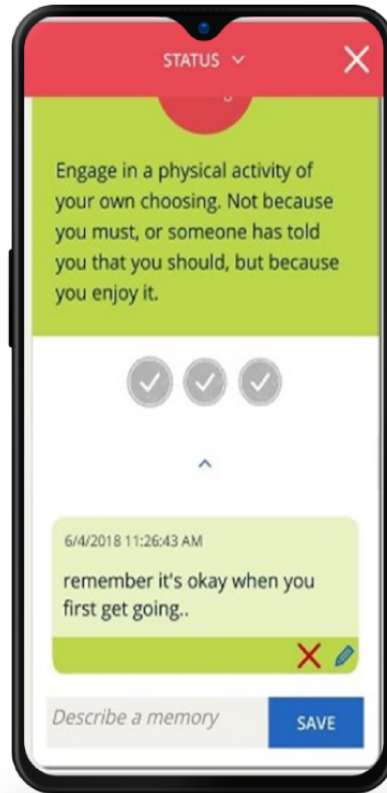 STATUS
Engage in a physical activity of
your own choosing. Not because
you must, or someone has told
you that you should, but because
you enjoy it.
6/4/2018 11:26:43 AM
remember it's okay when you
first get going..
Describe a memory
SAVE